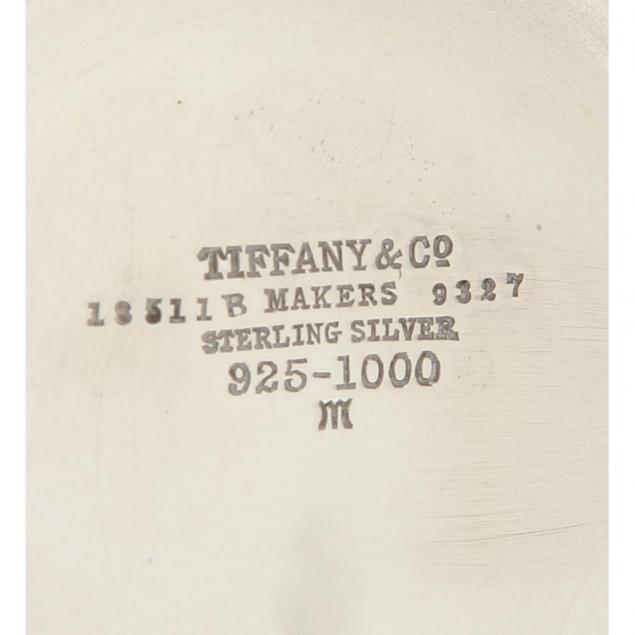 TIFFANY & Cº
18511B MAKERS 9327
STERLING SILVER
925-1000
m